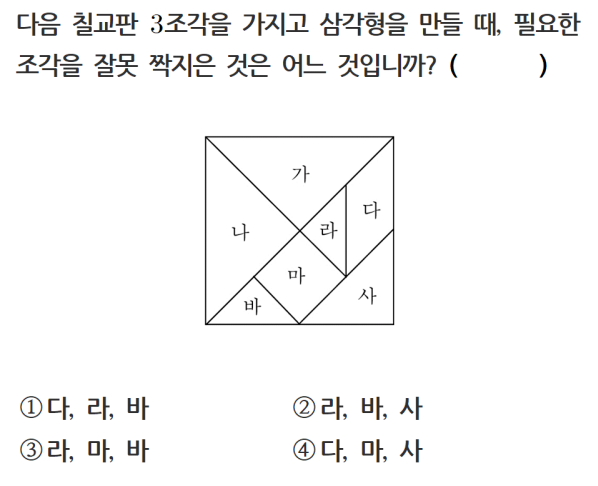 다음 칠교판 3조각을 가지고 삼각형을 만들 때, 필요한
조각을 잘못 짝지은 것은 어느 것입니까? (        )
가
다
나
라
마
사
바
①다, 라, 바
②라, 바, 사
③라, 마, 바
④다, 마, 사